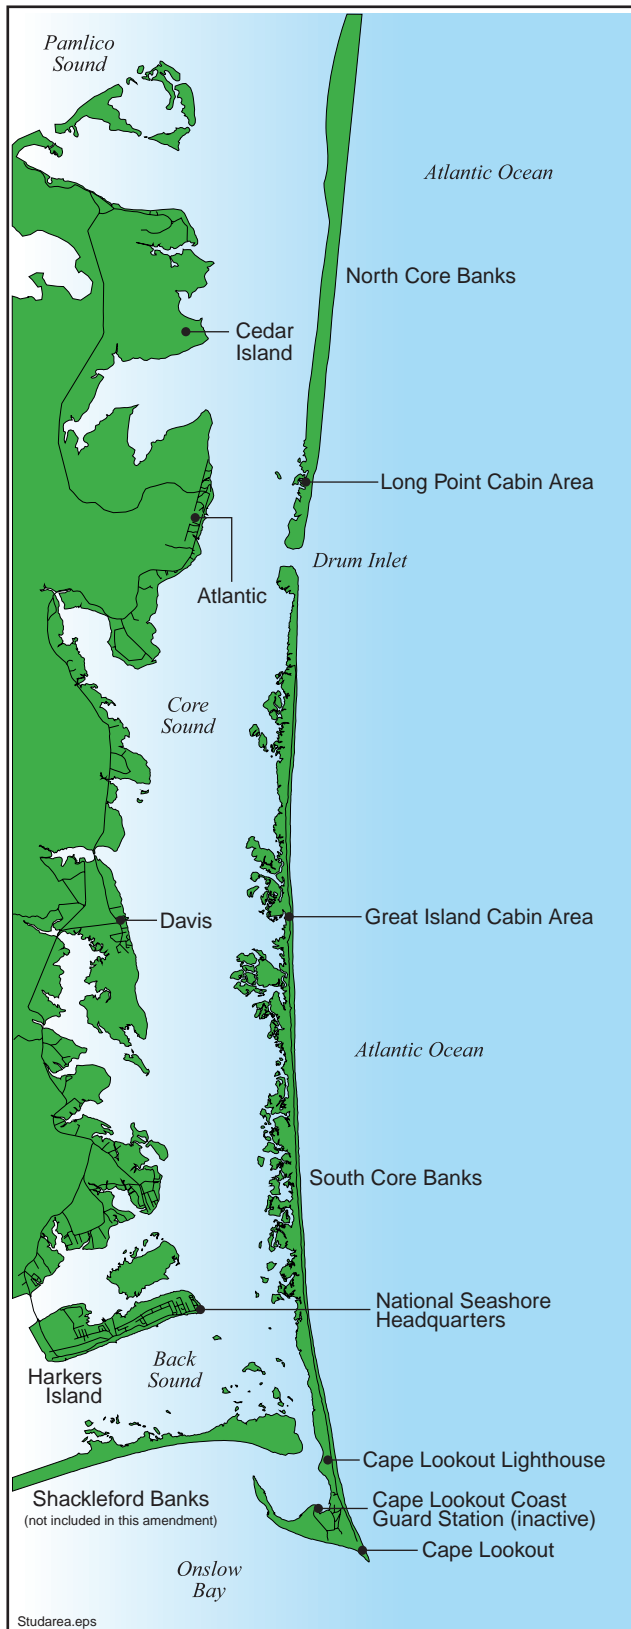 Pamlico
Sound
Atlantic Ocean
North Core Banks
Cedar
Island
Long Point Cabin Area
Drum Inlet
Atlantic
Core
Sound
Davis
Great Island Cabin Area
Atlantic Ocean
South Core Banks
National Seashore
Headquarters
Back
Sound
Harkers
Island
Cape Lookout Lighthouse
Shackleford Banks
(not included in this amendment)
Cape Lookout Coast
Guard Station (inactive)
Cape Lookout
Onslow
Bay
Studarea.eps